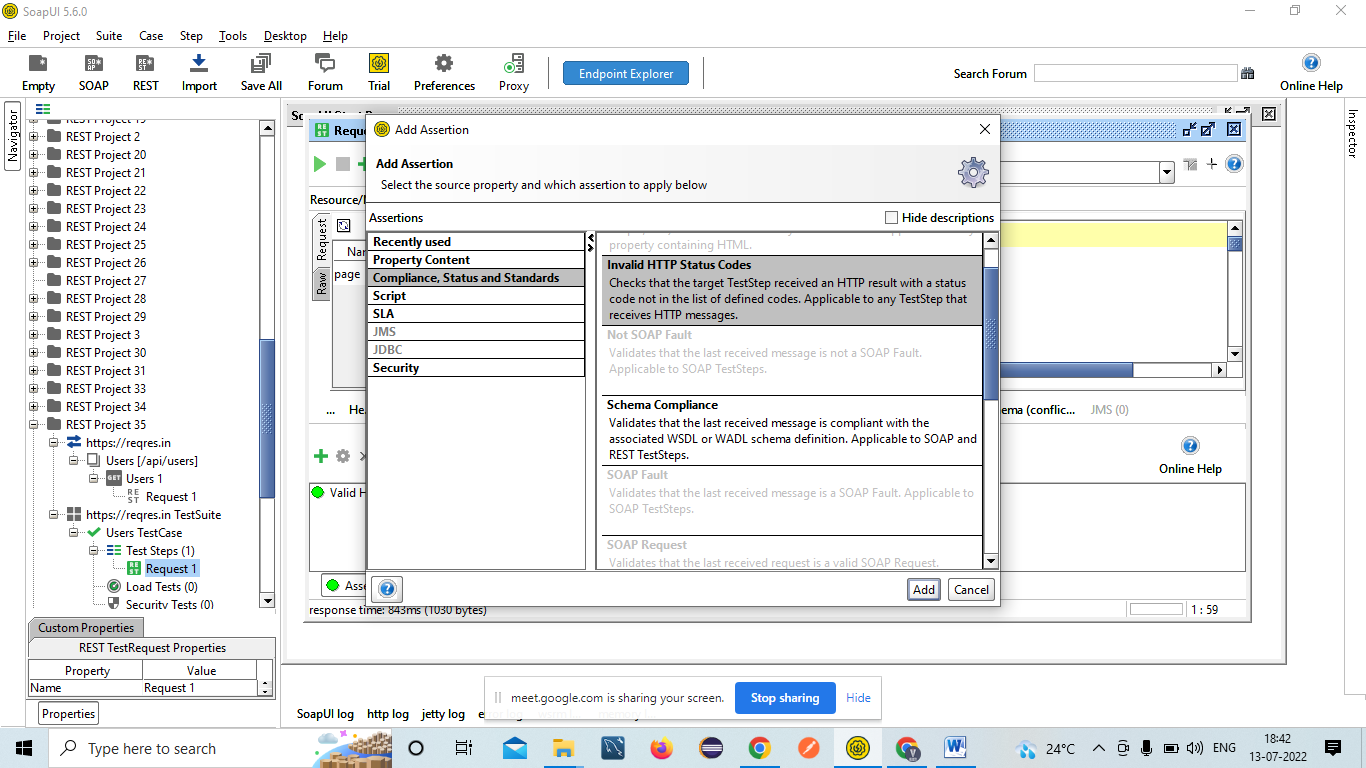 SoapUI 5.6.0
File Project Suite Case Step Tools Desktop Help
Empty SOAP REST Import Save All Forum Trial Preferences Proxy Endpoint Explorer Search Forum Online Help
Navigator
REST Project 19
REST Project 2
REST Project 20
REST Project 21
REST Project 22
REST Project 23
REST Project 24
REST Project 25
REST Project 26
REST Project 27
REST Project 28
REST Project 29
REST Project 3
REST Project 30
REST Project 31
REST Project 33
REST Project 34
REST Project 35
https://reqres.in
Users [/api/users]
GET Users 1
REST Request 1
https://reqres.in TestSuite
Users TestCase
Test Steps (1)
REST Request 1
Load Tests (0)
Security Tests (0)
Custom Properties
REST TestRequest Properties
Property Value
Name Request 1
Properties
Resource/
Request
Raw
page
Add Assertion
Add Assertion
Select the source property and which assertion to apply below
Assertions Hide descriptions
Recently used
Property Content
Compliance, Status and Standards
Script
SLA
JMS
JDBC
Security
property containing HTML.
Invalid HTTP Status Codes
Checks that the target TestStep received an HTTP result with a status
code not in the list of defined codes. Applicable to any TestStep that
receives HTTP messages.
Not SOAP Fault
Validates that the last received message is not a SOAP Fault.
Applicable to SOAP TestSteps.
Schema Compliance
Validates that the last received message is compliant with the
associated WSDL or WADL schema definition. Applicable to SOAP and
REST TestSteps.
SOAP Fault
Validates that the last received message is a SOAP Fault. Applicable to
SOAP TestSteps.
SOAP Request
Validates that the last received request is a valid SOAP Request.
Add Cancel
... He... (conflic... JMS (0)
Online Help
Valid H
Asse
response time: 843ms (1030 bytes) 1 : 59
Inspector
meet.google.com is sharing your screen. Stop sharing Hide
SoapUI log http log jetty log
Type here to search
24°C ENG 18:42
13-07-2022